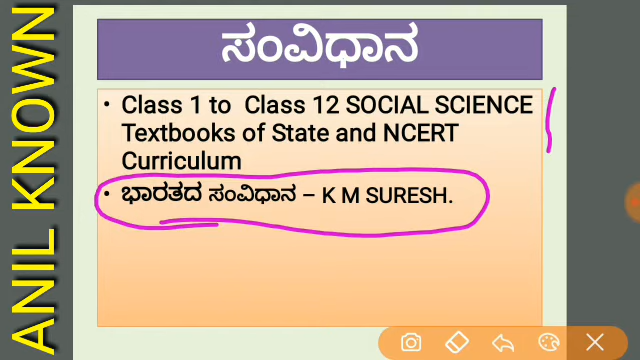 ANIL KNOWN
ಸಂವಿಧಾನ
• Class 1 to Class 12 SOCIAL SCIENCE
Textbooks of State and NCERT
Curriculum
• ಭಾರತದ ಸಂವಿಧಾನ – K M SURESH.